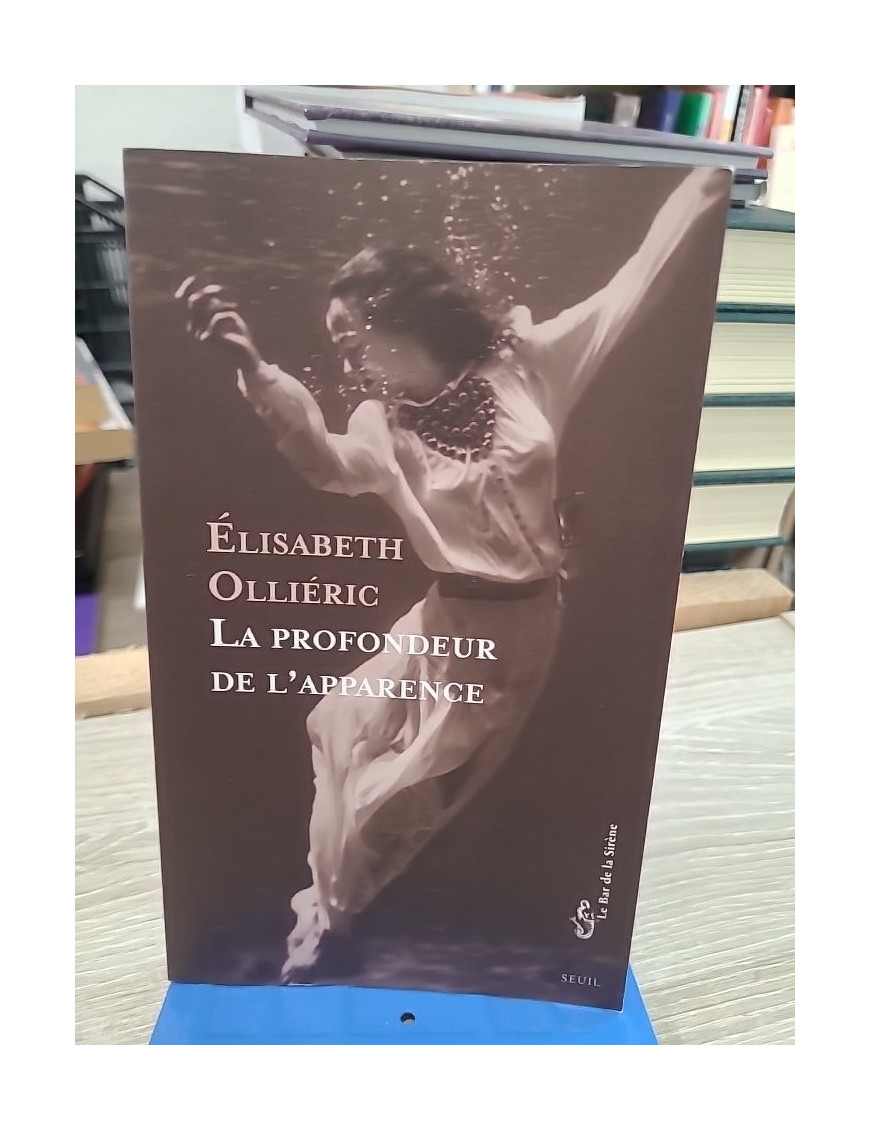 Élisabeth
Olliéric
La profondeur
de l'apparence
Le Bar de la Sirène
SEUIL